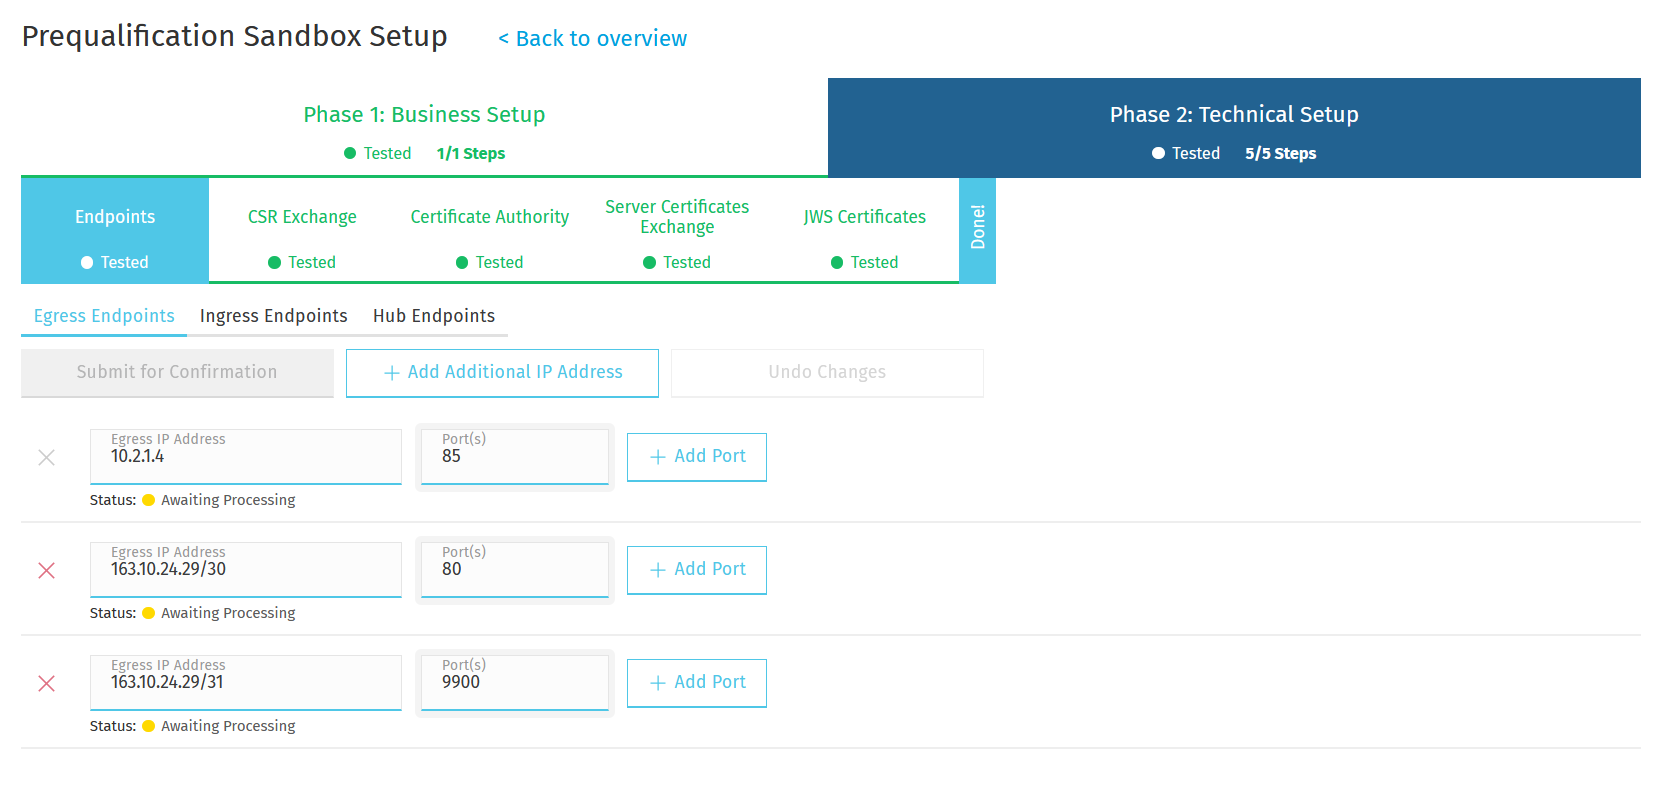 Prequalification Sandbox Setup < Back to overview
Phase 1: Business Setup
Tested 1/1 Steps
Phase 2: Technical Setup
Tested 5/5 Steps
Endpoints
Tested
CSR Exchange
Tested
Certificate Authority
Tested
Server Certificates
Exchange
Tested
JWS Certificates
Tested
Done!
Egress Endpoints Ingress Endpoints Hub Endpoints
Submit for Confirmation + Add Additional IP Address Undo Changes
Egress IP Address
10.2.1.4
Port(s)
85
+ Add Port
Status: Awaiting Processing
Egress IP Address
163.10.24.29/30
Port(s)
80
+ Add Port
Status: Awaiting Processing
Egress IP Address
163.10.24.29/31
Port(s)
9900
+ Add Port
Status: Awaiting Processing